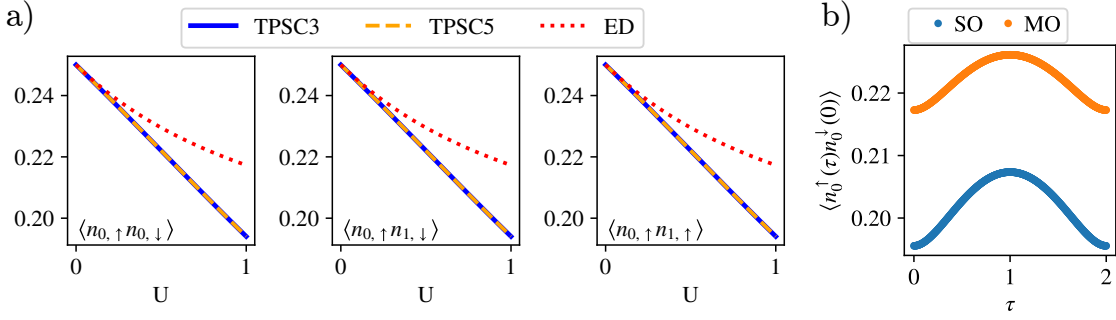 a)
TPSC3 TPSC5 ED
0.24
0.22
0.20
⟨n0,↑n0,↓⟩
0 1
U
0.24
0.22
0.20
⟨n0,↑n1,↓⟩
0 1
U
0.24
0.22
0.20
⟨n0,↑n1,↑⟩
0 1
U
b)
SO MO
⟨n0↑(τ)n0↓(0)⟩
0.22
0.21
0.20
0 1 2
τ